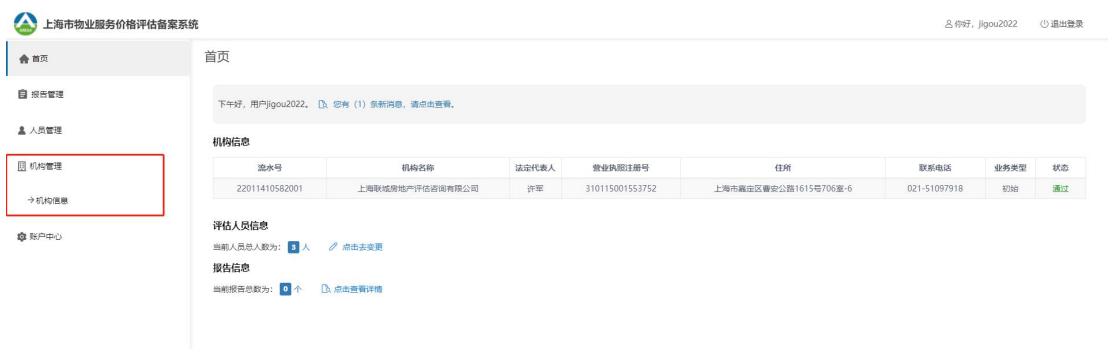 上海市物业服务价格评估备案系统
你好，jigou2022 退出登录
首页
报告管理
人员管理
机构管理
→机构信息
账户中心
首页
下午好，用户jigou2022。 您有（1）条新消息，请点击查看。
机构信息
流水号 机构名称 法定代表人 营业执照注册号 住所 联系电话 业务类型 状态
22011410582001 上海联城房地产评估咨询有限公司 许军 310115001553752 上海市嘉定区曹安公路1615号706室-6 021-51097918 初始 通过
评估人员信息
当前人员总人数为： 3 人 点击去变更
报告信息
当前报告总数为： 0 个 点击查看详情